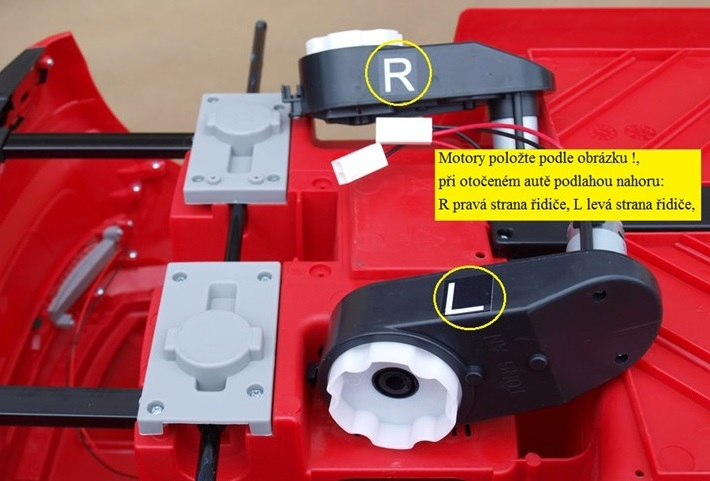 R
Motory položte podle obrázku !,
při otočeném autě podlahou nahoru:
R pravá strana řidiče, L levá strana řidiče,
L